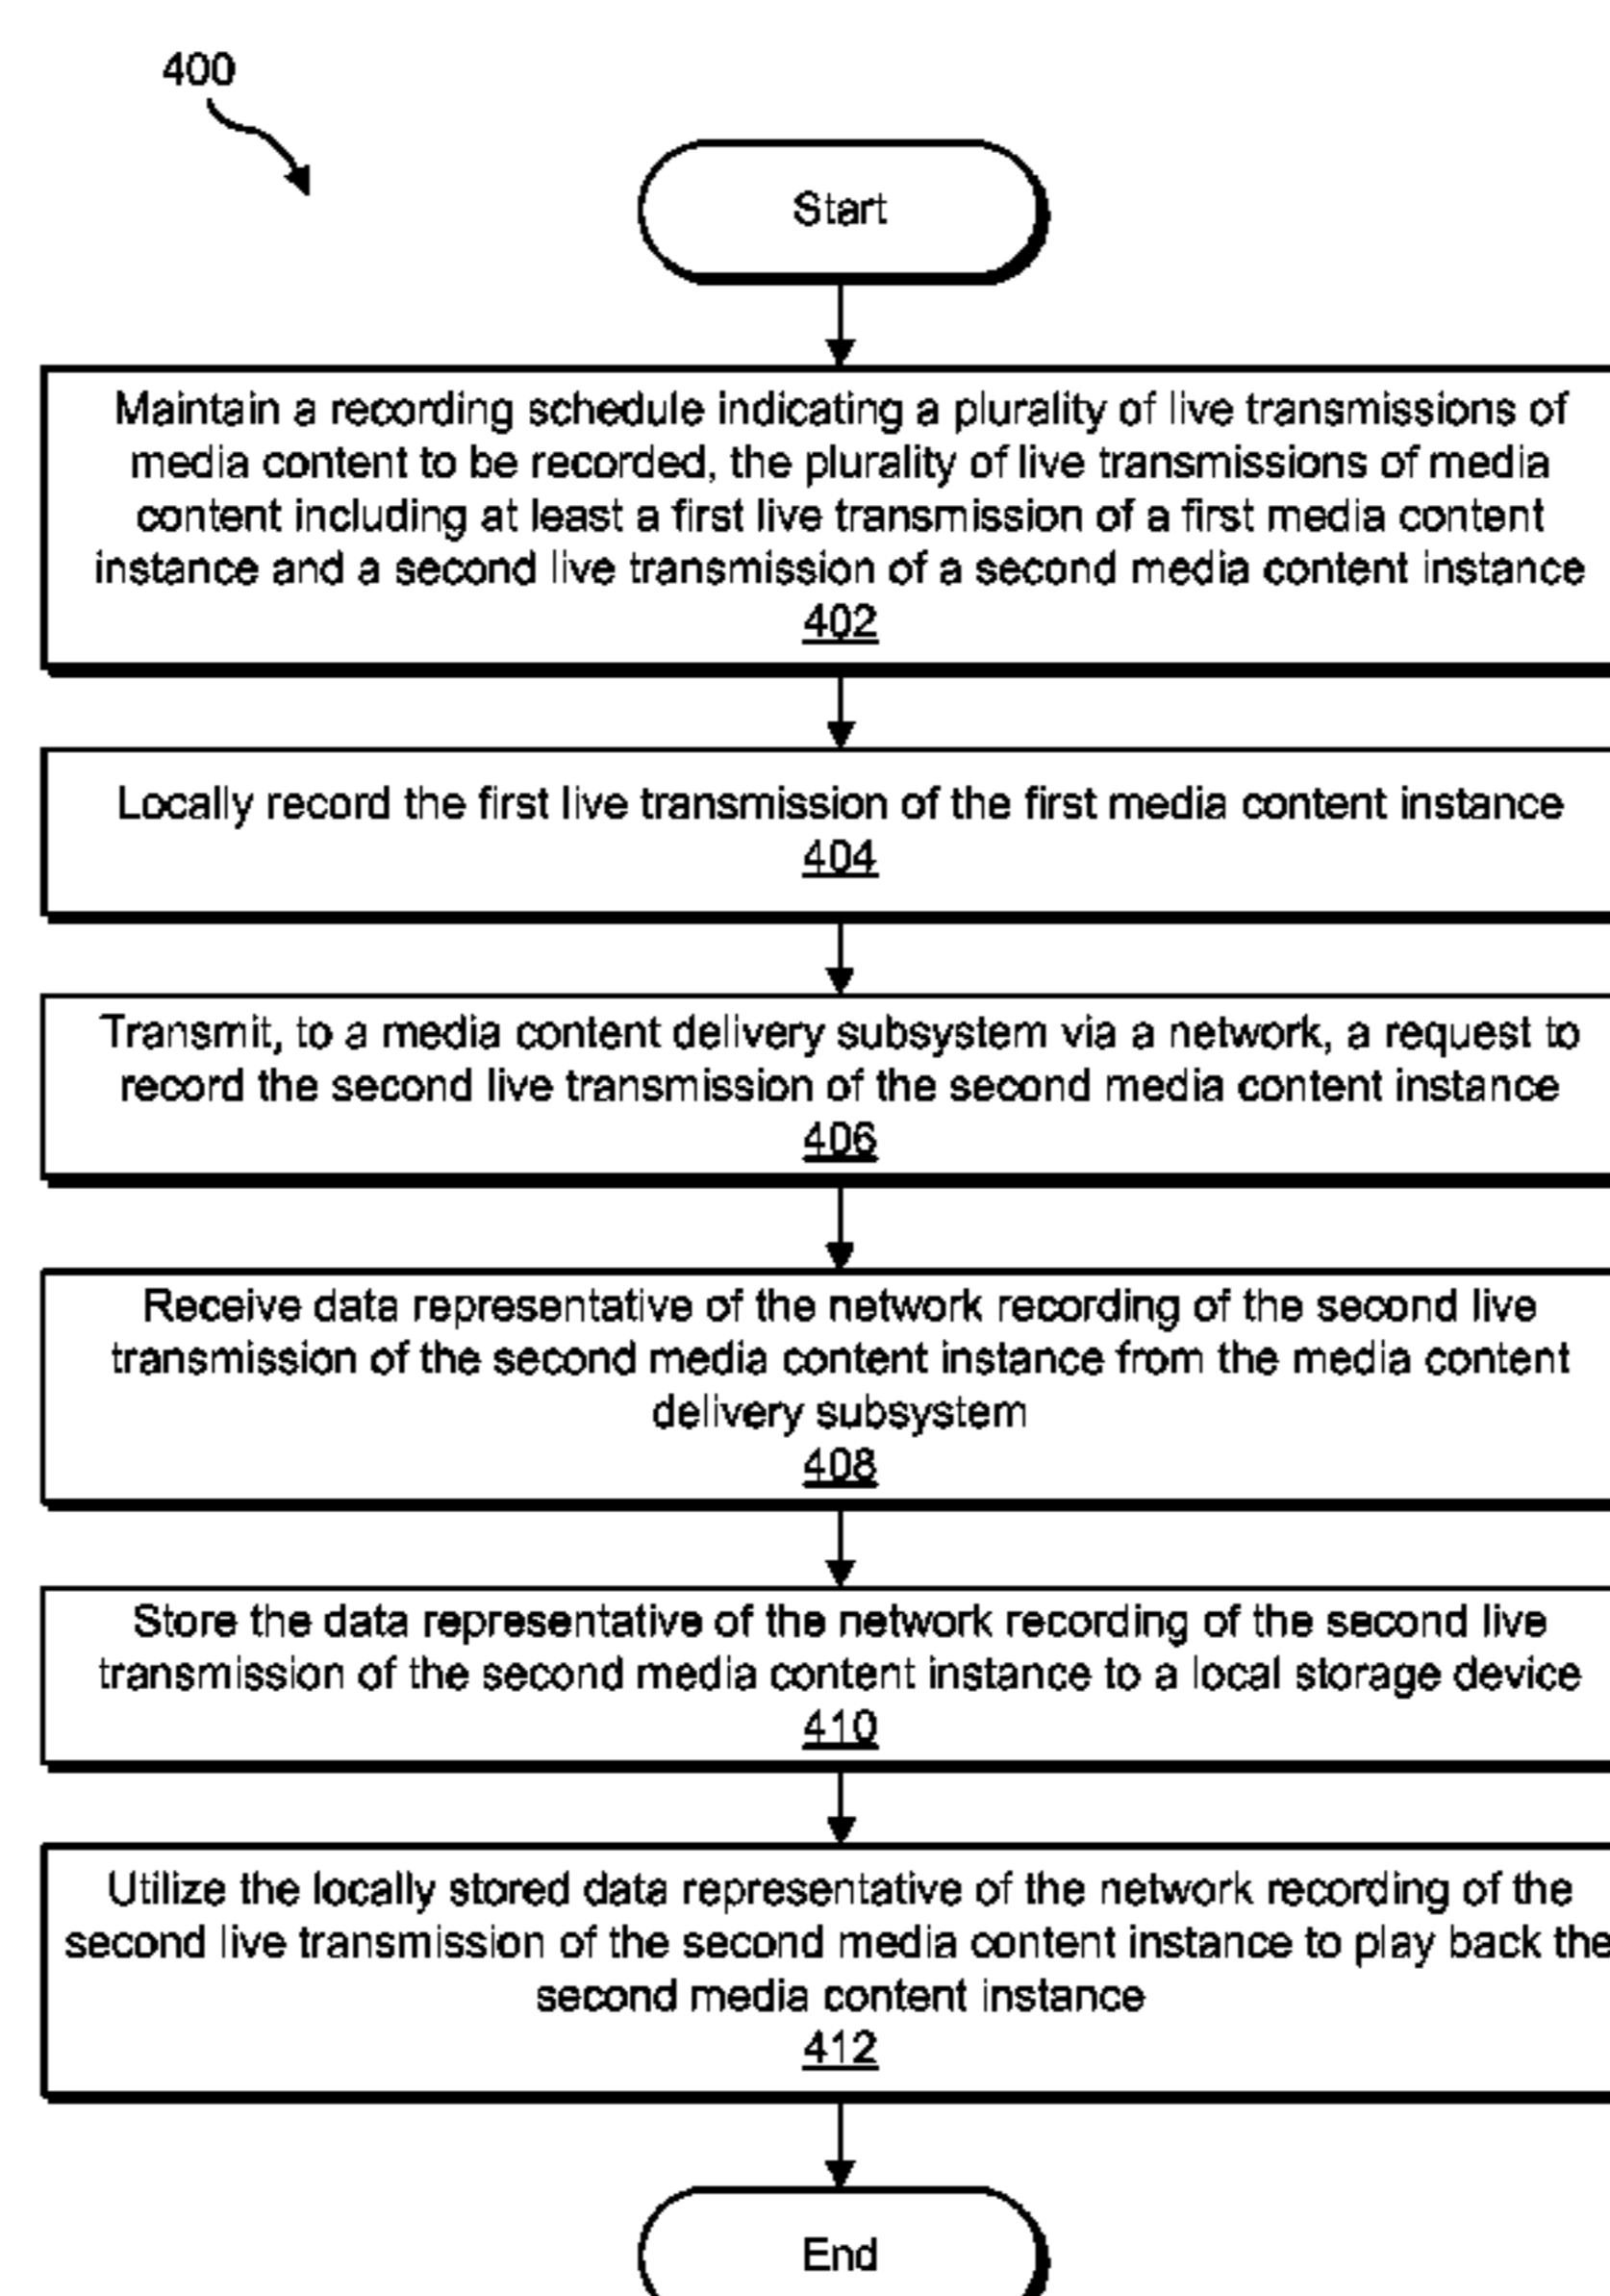 400
Start
Maintain a recording schedule indicating a plurality of live transmissions of
media content to be recorded, the plurality of live transmissions of media
content including at least a first live transmission of a first media content
instance and a second live transmission of a second media content instance
402
Locally record the first live transmission of the first media content instance
404
Transmit, to a media content delivery subsystem via a network, a request to
record the second live transmission of the second media content instance
406
Receive data representative of the network recording of the second live
transmission of the second media content instance from the media content
delivery subsystem
408
Store the data representative of the network recording of the second live
transmission of the second media content instance to a local storage device
410
Utilize the locally stored data representative of the network recording of the
second live transmission of the second media content instance to play back the
second media content instance
412
End